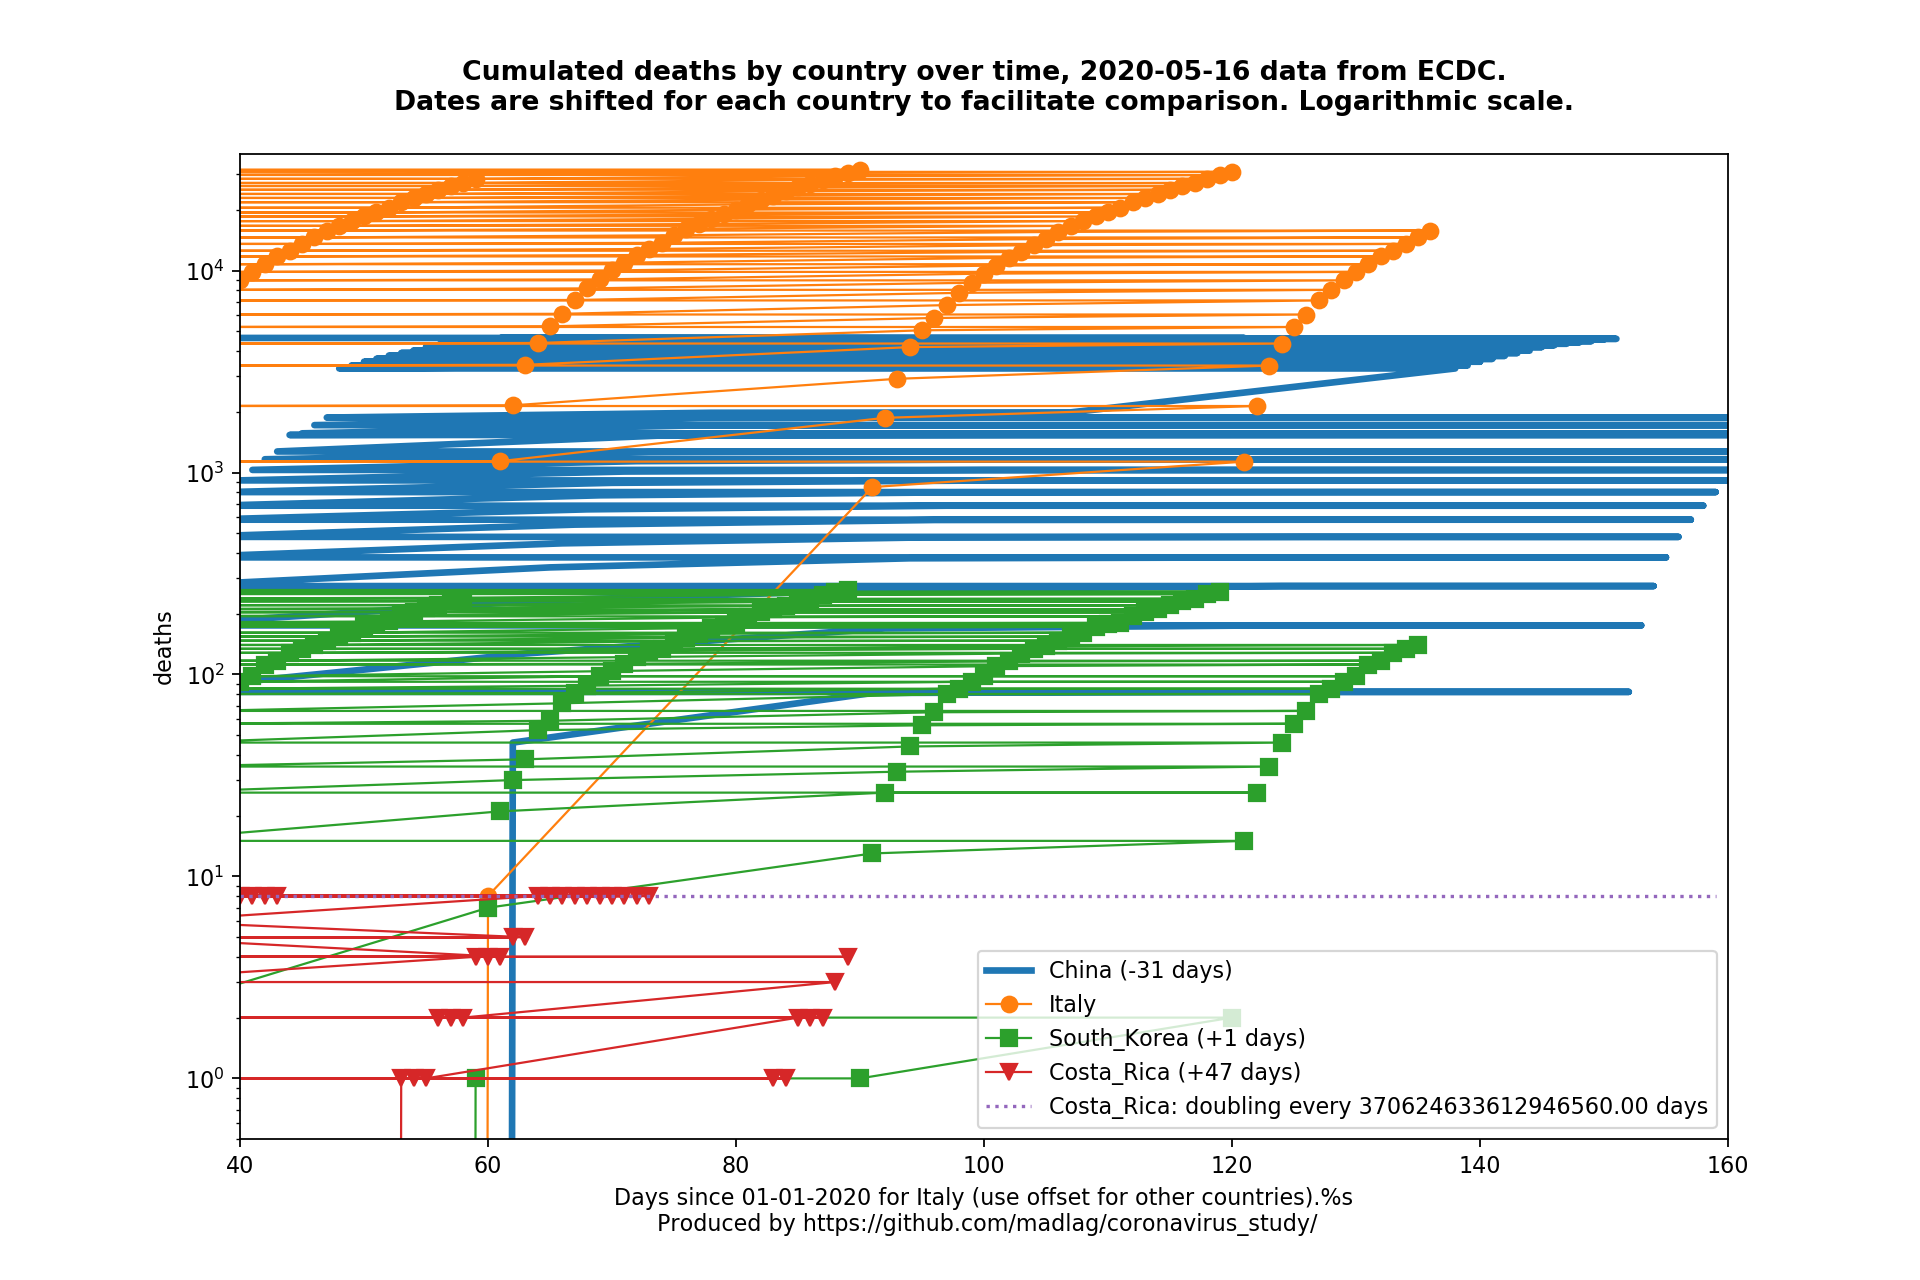 Cumulated deaths by country over time, 2020-05-16 data from ECDC.
Dates are shifted for each country to facilitate comparison. Logarithmic scale.
deaths
10^4
10^3
10^2
10^1
10^0
China (-31 days)
Italy
South_Korea (+1 days)
Costa_Rica (+47 days)
Costa_Rica: doubling every 370624633612946560.00 days
40 60 80 100 120 140 160
Days since 01-01-2020 for Italy (use offset for other countries).%s
Produced by https://github.com/madlag/coronavirus_study/